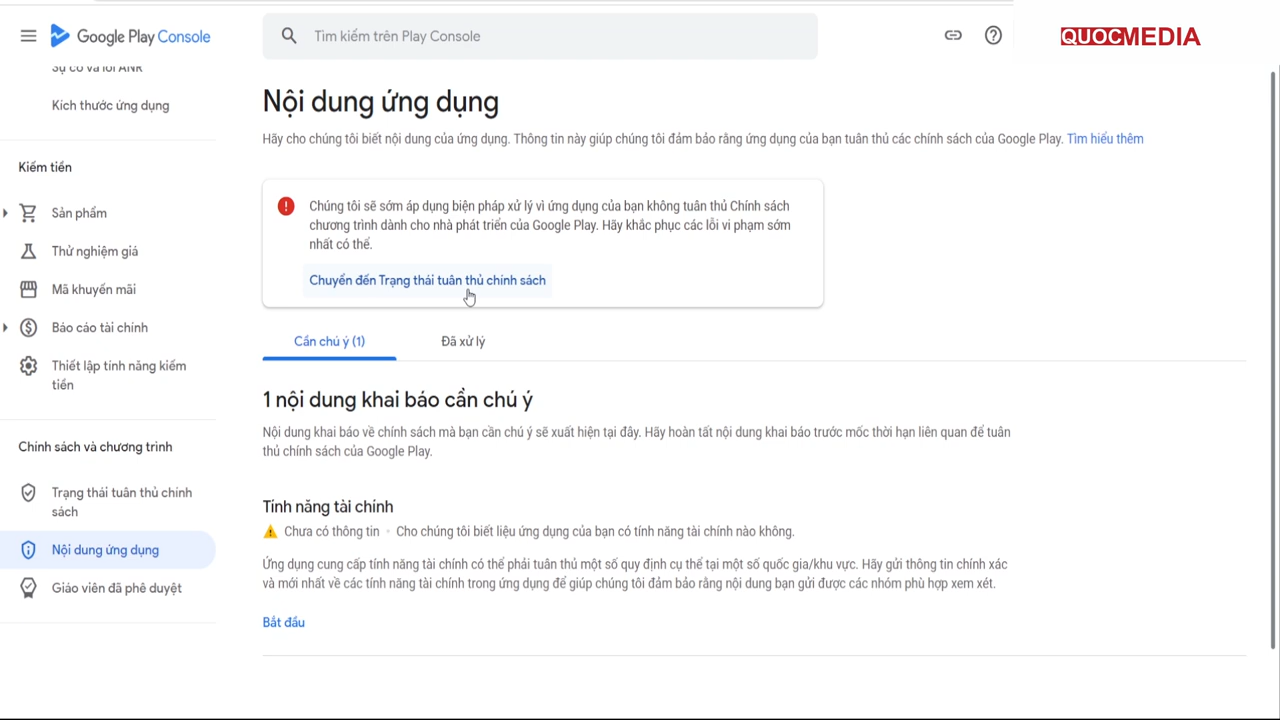 Google Play Console
Tìm kiếm trên Play Console
QUOCMEDIA
Sự cố và lỗi ANR
Kích thước ứng dụng
Kiếm tiền
Sản phẩm
Thử nghiệm giá
Mã khuyến mãi
Báo cáo tài chính
Thiết lập tính năng kiếm
tiền
Chính sách và chương trình
Trạng thái tuân thủ chính
sách
Nội dung ứng dụng
Giáo viên đã phê duyệt
Nội dung ứng dụng
Hãy cho chúng tôi biết nội dung của ứng dụng. Thông tin này giúp chúng tôi đảm bảo rằng ứng dụng của bạn tuân thủ các chính sách của Google Play. Tìm hiểu thêm
Chúng tôi sẽ sớm áp dụng biện pháp xử lý vì ứng dụng của bạn không tuân thủ Chính sách
chương trình dành cho nhà phát triển của Google Play. Hãy khắc phục các lỗi vi phạm sớm
nhất có thể.
Chuyển đến Trạng thái tuân thủ chính sách
Cần chú ý (1) Đã xử lý
1 nội dung khai báo cần chú ý
Nội dung khai báo về chính sách mà bạn cần chú ý sẽ xuất hiện tại đây. Hãy hoàn tất nội dung khai báo trước mốc thời hạn liên quan để tuân
thủ chính sách của Google Play.
Tính năng tài chính
Chưa có thông tin • Cho chúng tôi biết liệu ứng dụng của bạn có tính năng tài chính nào không.
Ứng dụng cung cấp tính năng tài chính có thể phải tuân thủ một số quy định cụ thể tại một số quốc gia/khu vực. Hãy gửi thông tin chính xác
và mới nhất về các tính năng tài chính trong ứng dụng để giúp chúng tôi đảm bảo rằng nội dung bạn gửi được các nhóm phù hợp xem xét.
Bắt đầu